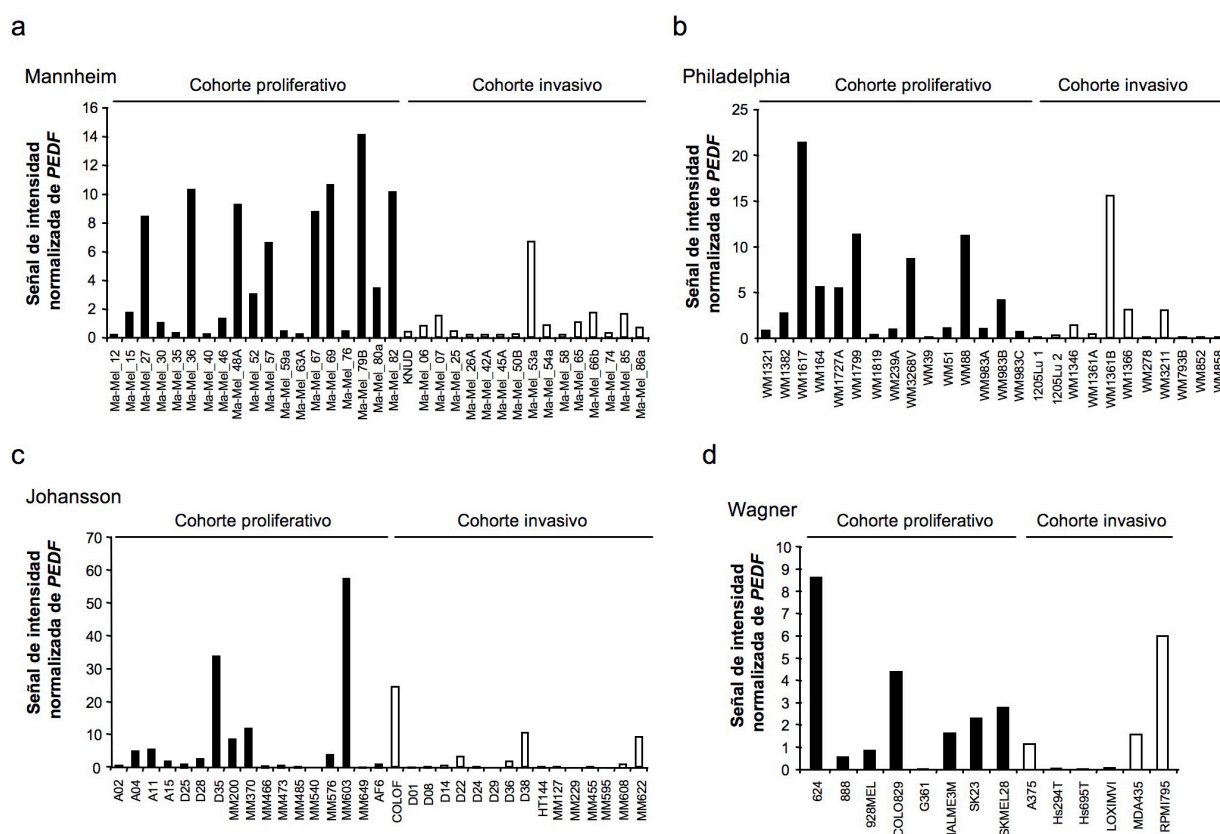 a
Mannheim
Cohorte proliferativo
Cohorte invasivo
Señal de intensidad
normalizada de PEDF
16
14
12
10
8
6
4
2
0
Ma-Mel_12
Ma-Mel_15
Ma-Mel_27
Ma-Mel_30
Ma-Mel_35
Ma-Mel_36
Ma-Mel_40
Ma-Mel_46
Ma-Mel_48A
Ma-Mel_52
Ma-Mel_57
Ma-Mel_59a
Ma-Mel_63A
Ma-Mel_67
Ma-Mel_69
Ma-Mel_76
Ma-Mel_79B
Ma-Mel_80a
Ma-Mel_82
KNUD
Ma-Mel_06
Ma-Mel_07
Ma-Mel_25
Ma-Mel_26A
Ma-Mel_42A
Ma-Mel_45A
Ma-Mel_50B
Ma-Mel_53a
Ma-Mel_54a
Ma-Mel_58
Ma-Mel_65
Ma-Mel_66b
Ma-Mel_74
Ma-Mel_85
Ma-Mel_86a
b
Philadelphia
Cohorte proliferativo
Cohorte invasivo
Señal de intensidad
normalizada de PEDF
25
20
15
10
5
0
WM1321
WM1382
WM1617
WM164
WM1727A
WM1799
WM1819
WM239A
WM3268V
WM39
WM51
WM88
WM983A
WM983B
WM983C
1205Lu 1
1205Lu 2
WM1346
WM1361A
WM1361B
WM1366
WM278
WM3211
WM793B
WM852
WM858
c
Johansson
Cohorte proliferativo
Cohorte invasivo
Señal de intensidad
normalizada de PEDF
70
60
50
40
30
20
10
0
A02
A04
A11
A15
D25
D28
D35
MM200
MM370
MM466
MM473
MM485
MM540
MM576
MM603
MM649
AF6
COLOF
D01
D08
D14
D22
D24
D29
D36
D38
HT144
MM127
MM229
MM455
MM595
MM608
MM622
d
Wagner
Cohorte proliferativo
Cohorte invasivo
Señal de intensidad
normalizada de PEDF
10
9
8
7
6
5
4
3
2
1
0
624
888
928MEL
COLO829
G361
MALME3M
SK23
SKMEL28
A375
Hs294T
Hs695T
LOXIMVI
MDA435
RPMI795